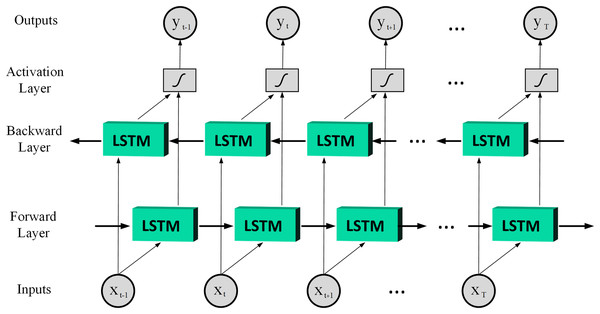 Outputs y t-1 y t y t+1 ... y T
Activation
Layer ...
Backward
Layer LSTM LSTM LSTM ... LSTM
Forward
Layer LSTM LSTM LSTM ... LSTM
Inputs x t-1 x t x t+1 ... x T